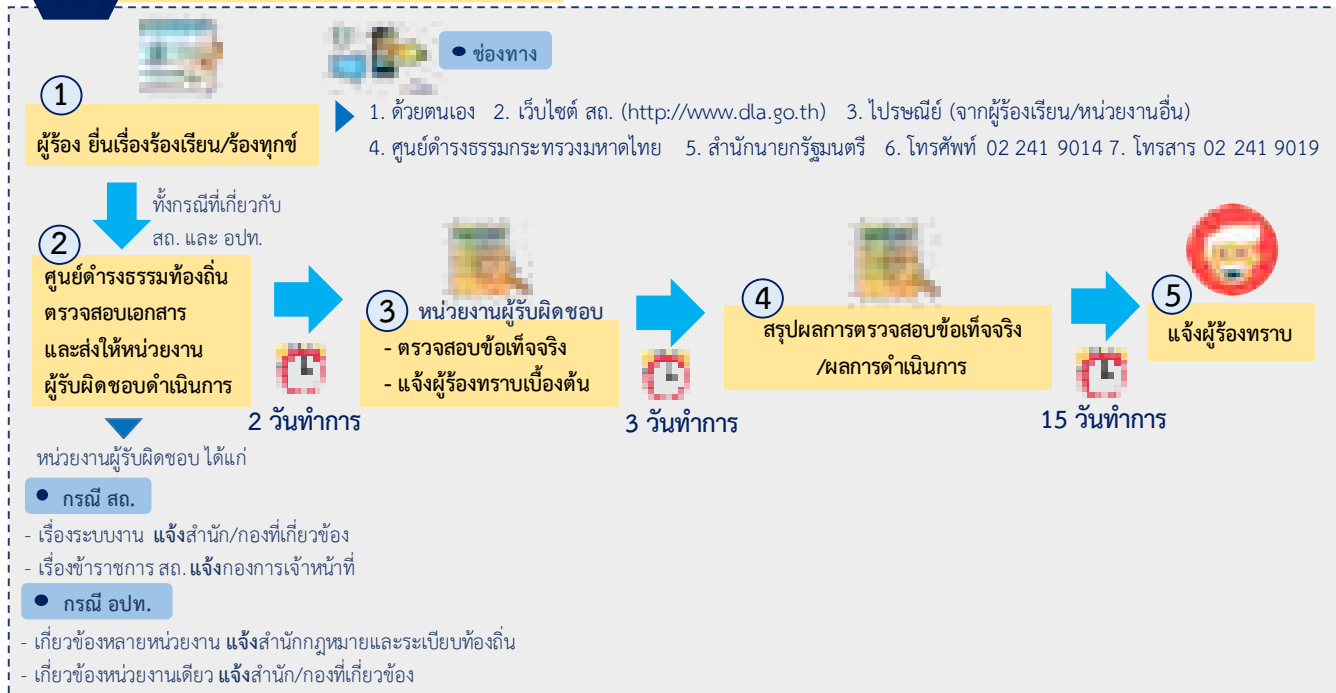 ช่องทาง
1
ผู้ร้อง ยื่นเรื่องร้องเรียน/ร้องทุกข์
1. ด้วยตนเอง 2. เว็บไซต์ สถ. (http://www.dla.go.th) 3. ไปรษณีย์ (จากผู้ร้องเรียน/หน่วยงานอื่น)
4. ศูนย์ดำรงธรรมกระทรวงมหาดไทย 5. สำนักนายกรัฐมนตรี 6. โทรศัพท์ 02 241 9014 7. โทรสาร 02 241 9019
ทั้งกรณีที่เกี่ยวกับ
สถ. และ อปท.
2
ศูนย์ดำรงธรรมท้องถิ่น
ตรวจสอบเอกสาร
และส่งให้หน่วยงาน
ผู้รับผิดชอบดำเนินการ
2 วันทำการ
3 หน่วยงานผู้รับผิดชอบ
- ตรวจสอบข้อเท็จจริง
- แจ้งผู้ร้องทราบเบื้องต้น
3 วันทำการ
4
สรุปผลการตรวจสอบข้อเท็จจริง
/ผลการดำเนินการ
15 วันทำการ
5
แจ้งผู้ร้องทราบ
หน่วยงานผู้รับผิดชอบ ได้แก่
กรณี สถ.
- เรื่องระบบงาน แจ้งสำนัก/กองที่เกี่ยวข้อง
- เรื่องข้าราชการ สถ. แจ้งกองการเจ้าหน้าที่
กรณี อปท.
- เกี่ยวข้องหลายหน่วยงาน แจ้งสำนักกฎหมายและระเบียบท้องถิ่น
- เกี่ยวข้องหน่วยงานเดียว แจ้งสำนัก/กองที่เกี่ยวข้อง